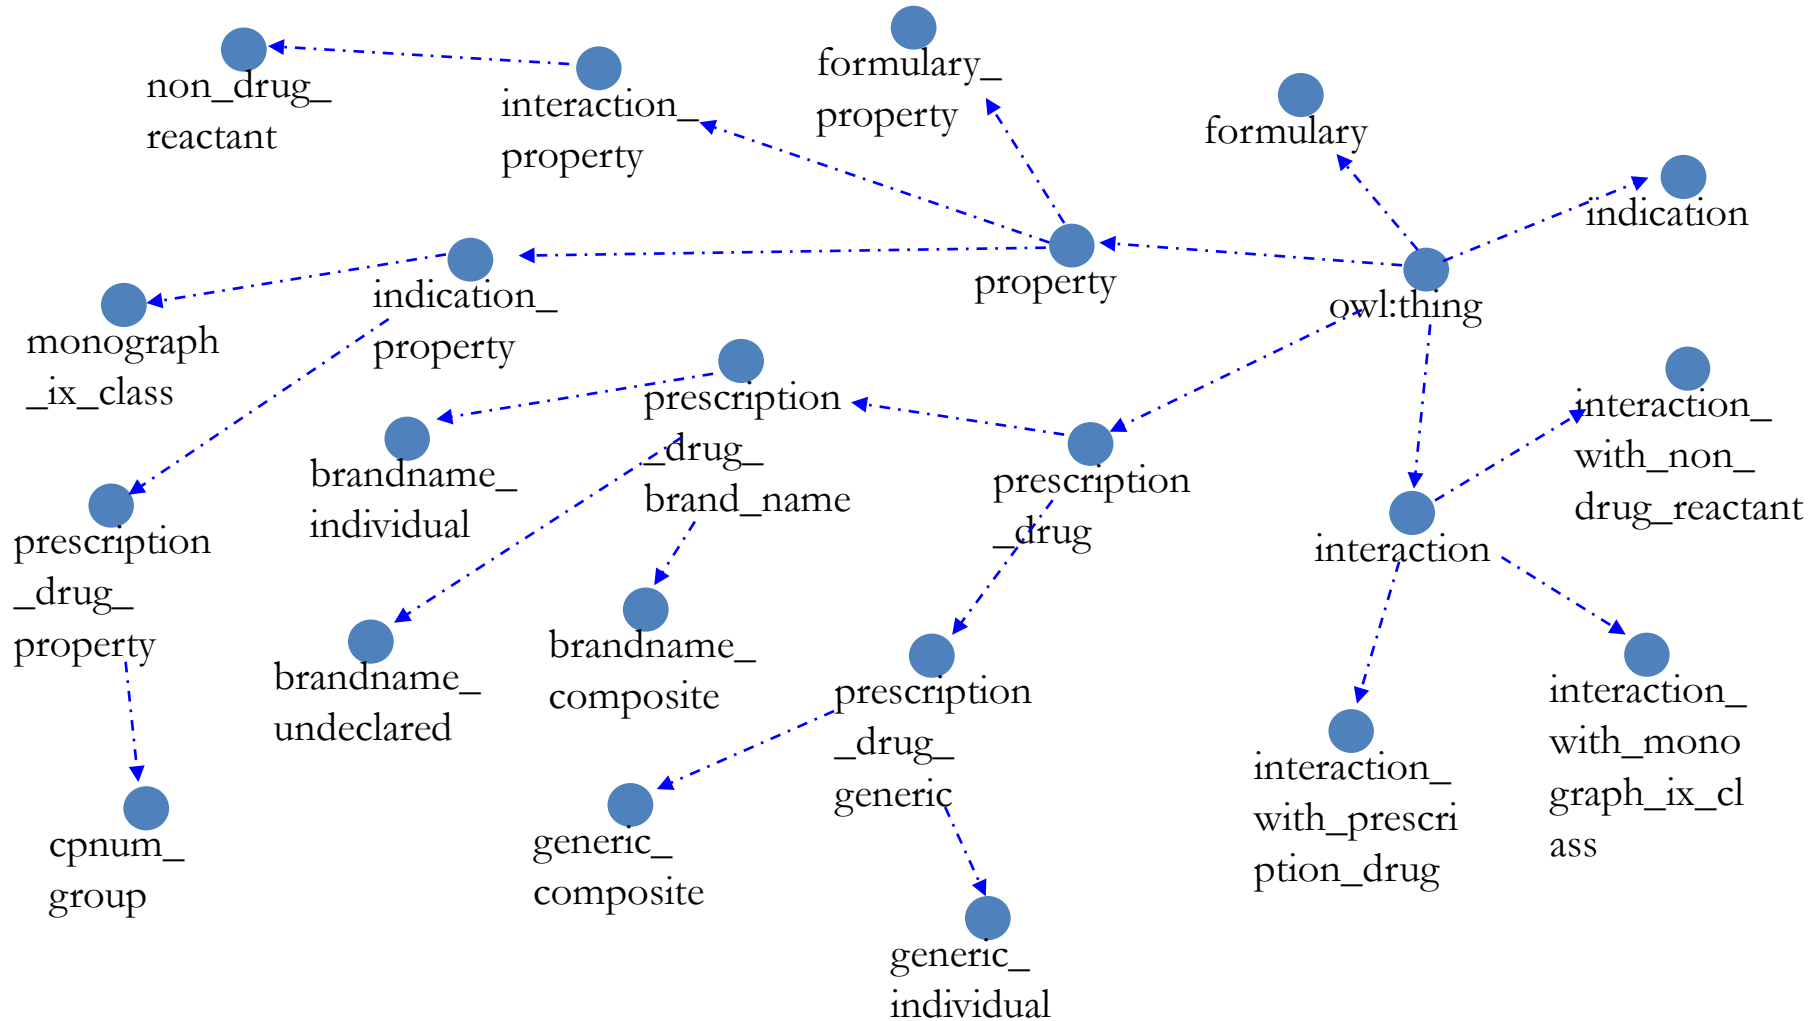 non_drug_
reactant
interaction_
property
formulary_
property
formulary
indication
property
owl:thing
indication_
property
monograph
_ix_class
prescription
_drug_
brand_name
brandname_
individual
prescription
_drug
interaction_
with_non_
drug_reactant
prescription
_drug_
property
interaction
brandname_
undeclared
brandname_
composite
prescription
_drug_
generic
interaction_
with_mono
graph_ix_cl
ass
interaction_
with_prescri
ption_drug
cpnum_
group
generic_
composite
generic_
individual